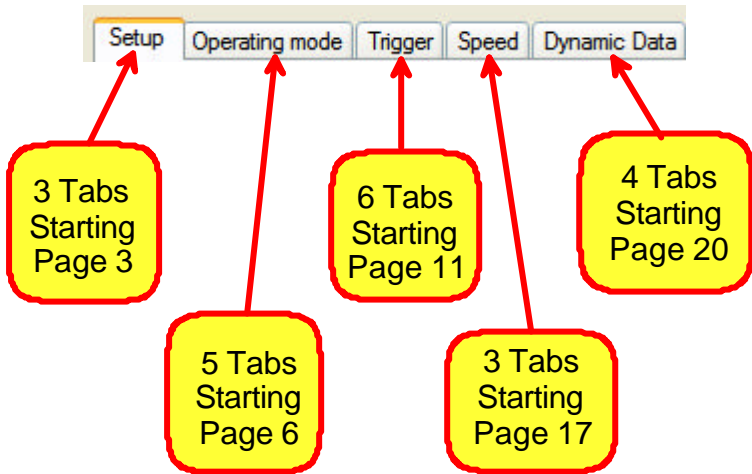 Setup Operating mode Trigger Speed Dynamic Data
3 Tabs
Starting
Page 3
6 Tabs
Starting
Page 11
4 Tabs
Starting
Page 20
5 Tabs
Starting
Page 6
3 Tabs
Starting
Page 17